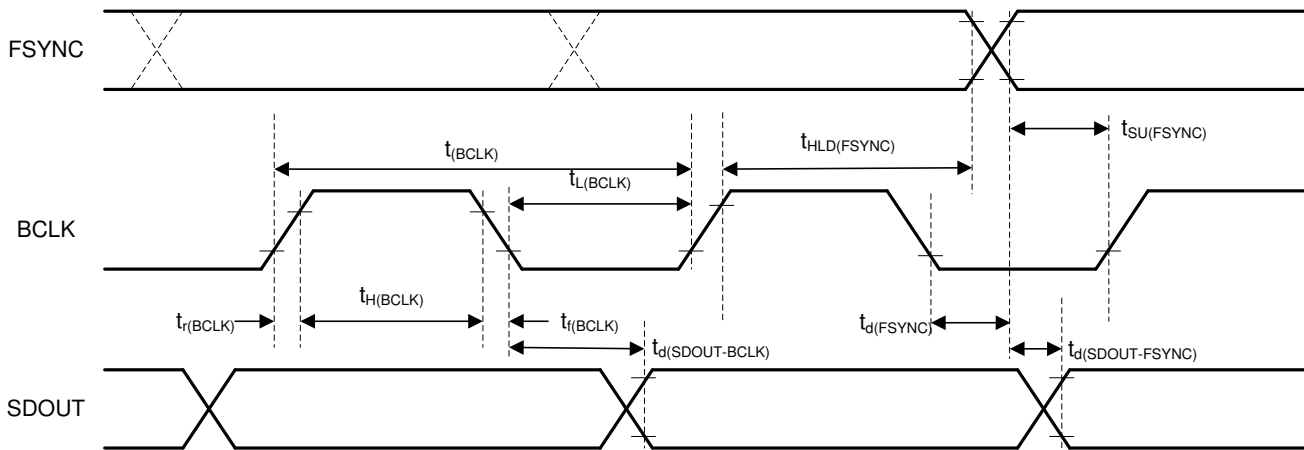 FSYNC
t(BCLK)
tHLD(FSYNC)
tSU(FSYNC)
tL(BCLK)
BCLK
tr(BCLK)
tH(BCLK)
tf(BCLK)
td(FSYNC)
td(SDOUT-BCLK)
td(SDOUT-FSYNC)
SDOUT